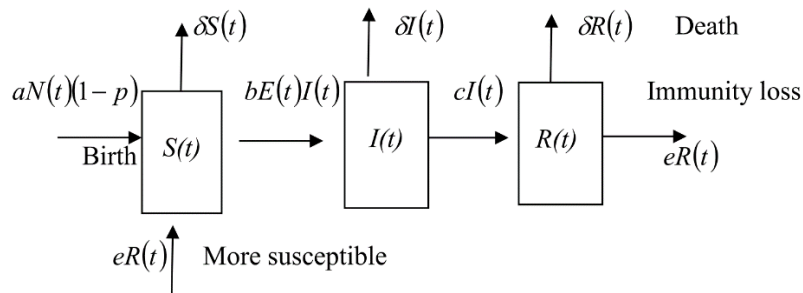 δS(t) δI(t) δR(t) Death
aN(t)(1− p) bE(t)I(t) cI(t) Immunity loss
Birth S(t) I(t) R(t) eR(t)
eR(t) More susceptible